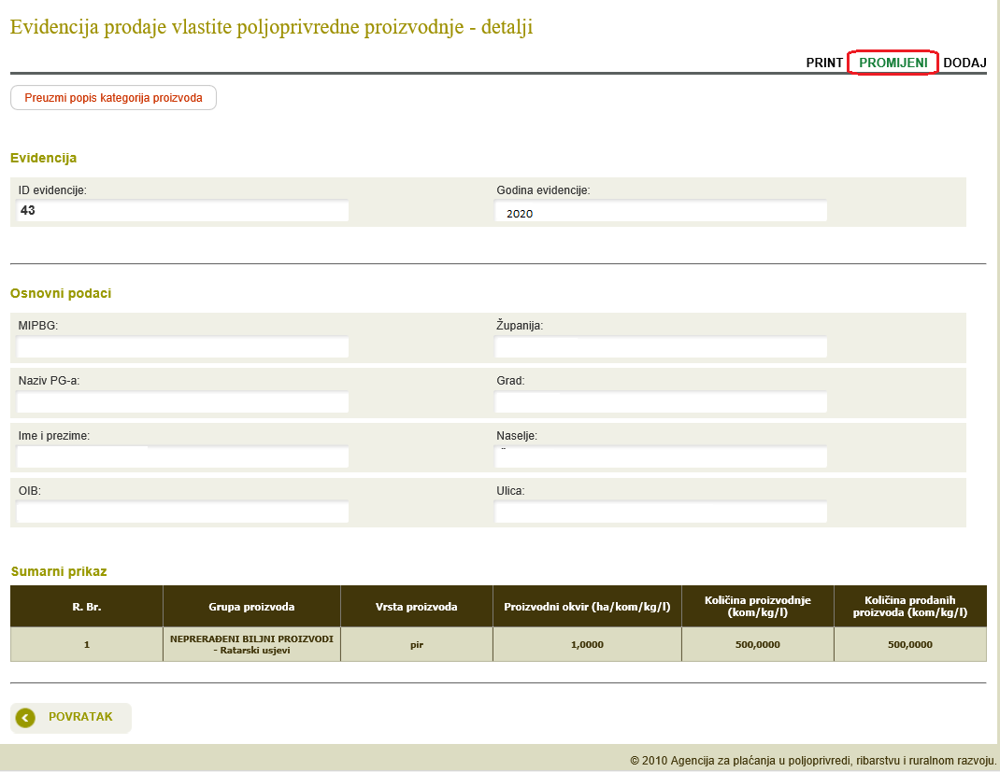 Evidencija prodaje vlastite poljoprivredne proizvodnje - detalji
PRINT PROMIJENI DODAJ
Preuzmi popis kategorija proizvoda
Evidencija
ID evidencije: Godina evidencije:
43 2020
Osnovni podaci
MIPBG: Županija:
Naziv PG-a: Grad:
Ime i prezime: Naselje:
OIB: Ulica:
Sumarni prikaz
R. Br. Grupa proizvoda Vrsta proizvoda Proizvodni okvir (ha/kom/kg/l) Količina proizvodnje (kom/kg/l) Količina prodanih proizvoda (kom/kg/l)
1 NEPRERAĐENI BILJNI PROIZVODI - Ratarski usjevi pir 1,0000 500,0000 500,0000
POVRATAK
© 2010 Agencija za plaćanja u poljoprivredi, ribarstvu i ruralnom razvoju.